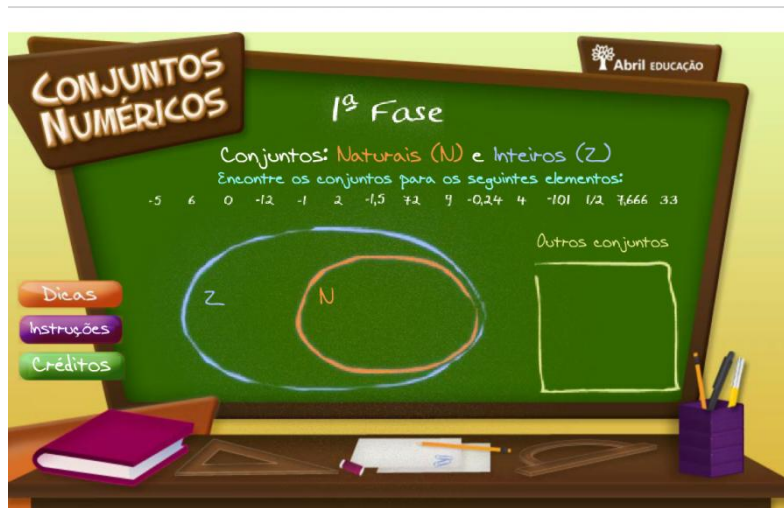 CONJUNTOS
NUMÉRICOS
Abril EDUCAÇÃO
1ª Fase
Conjuntos: Naturais (N) e Inteiros (Z)
Encontre os conjuntos para os seguintes elementos:
-5 6 0 -12 -1 2 -1,5 72 9 -0,24 4 -101 1/2 7,666 33
Outros conjuntos
Z N
Dicas
Instruções
Créditos